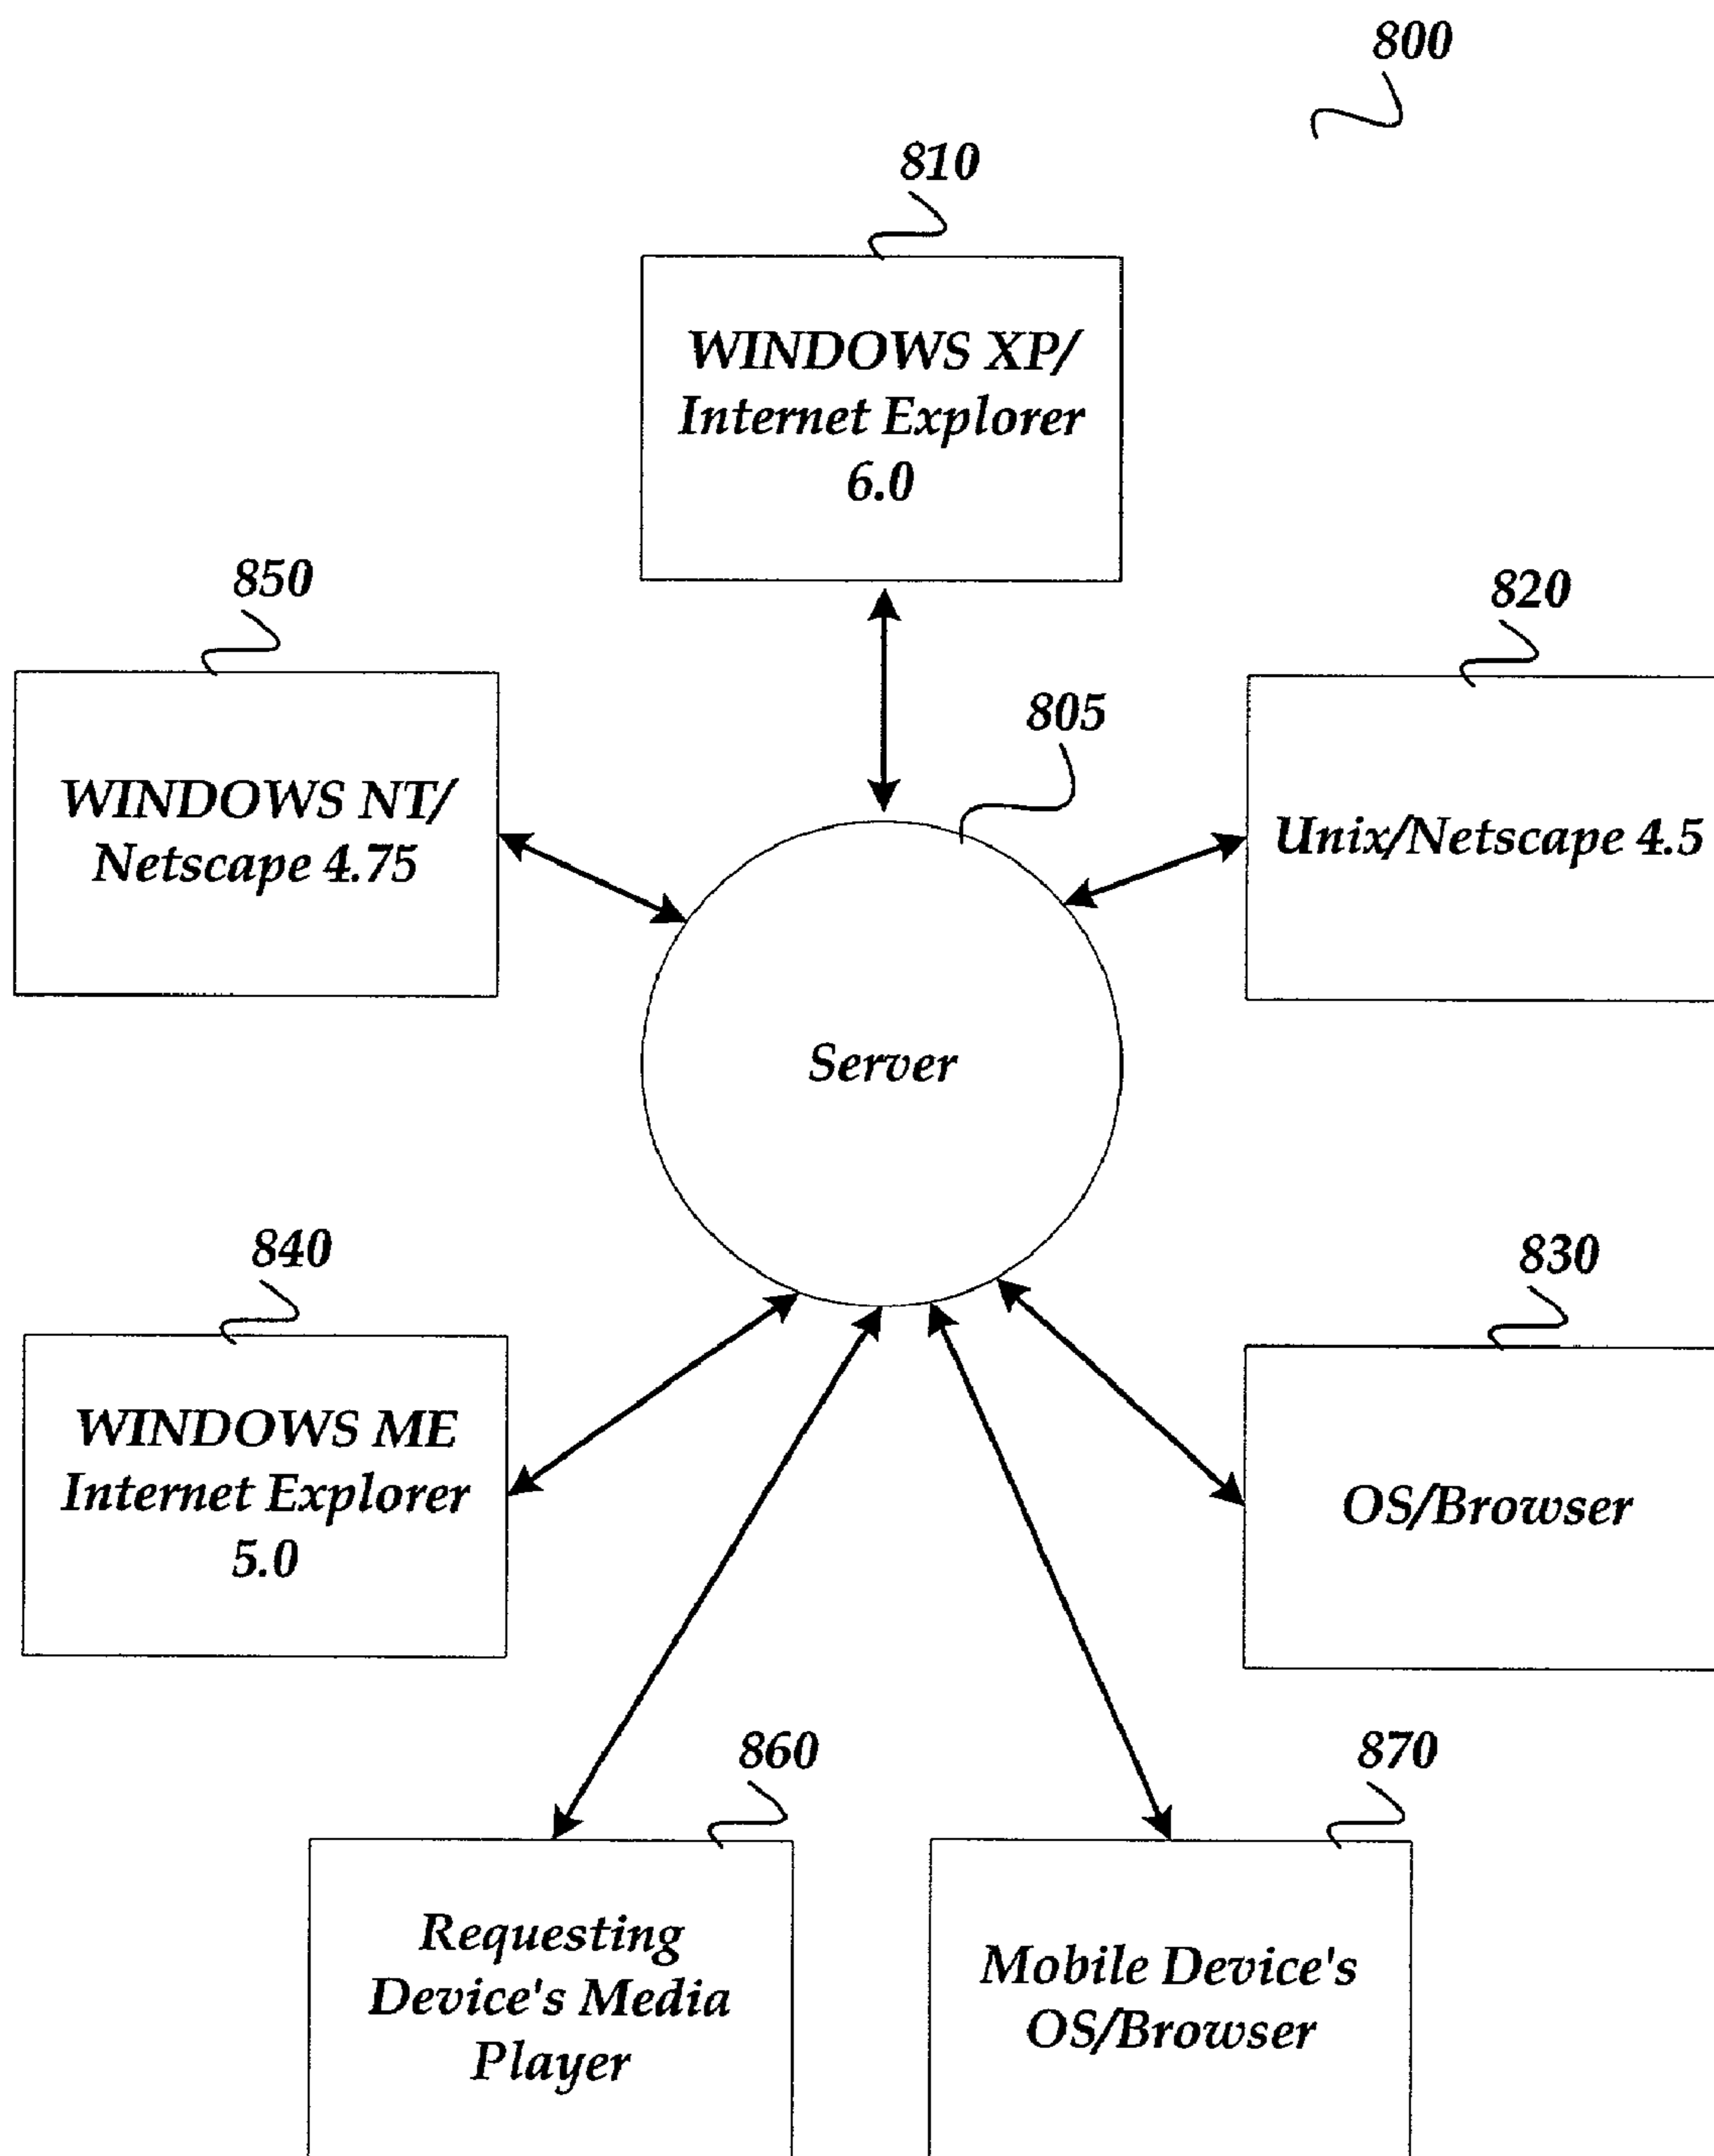 800
810
WINDOWS XP/
Internet Explorer
6.0
850
820
805
WINDOWS NT/
Netscape 4.75
Unix/Netscape 4.5
Server
840
830
WINDOWS ME
Internet Explorer
5.0
OS/Browser
860
870
Requesting
Device's Media
Player
Mobile Device's
OS/Browser